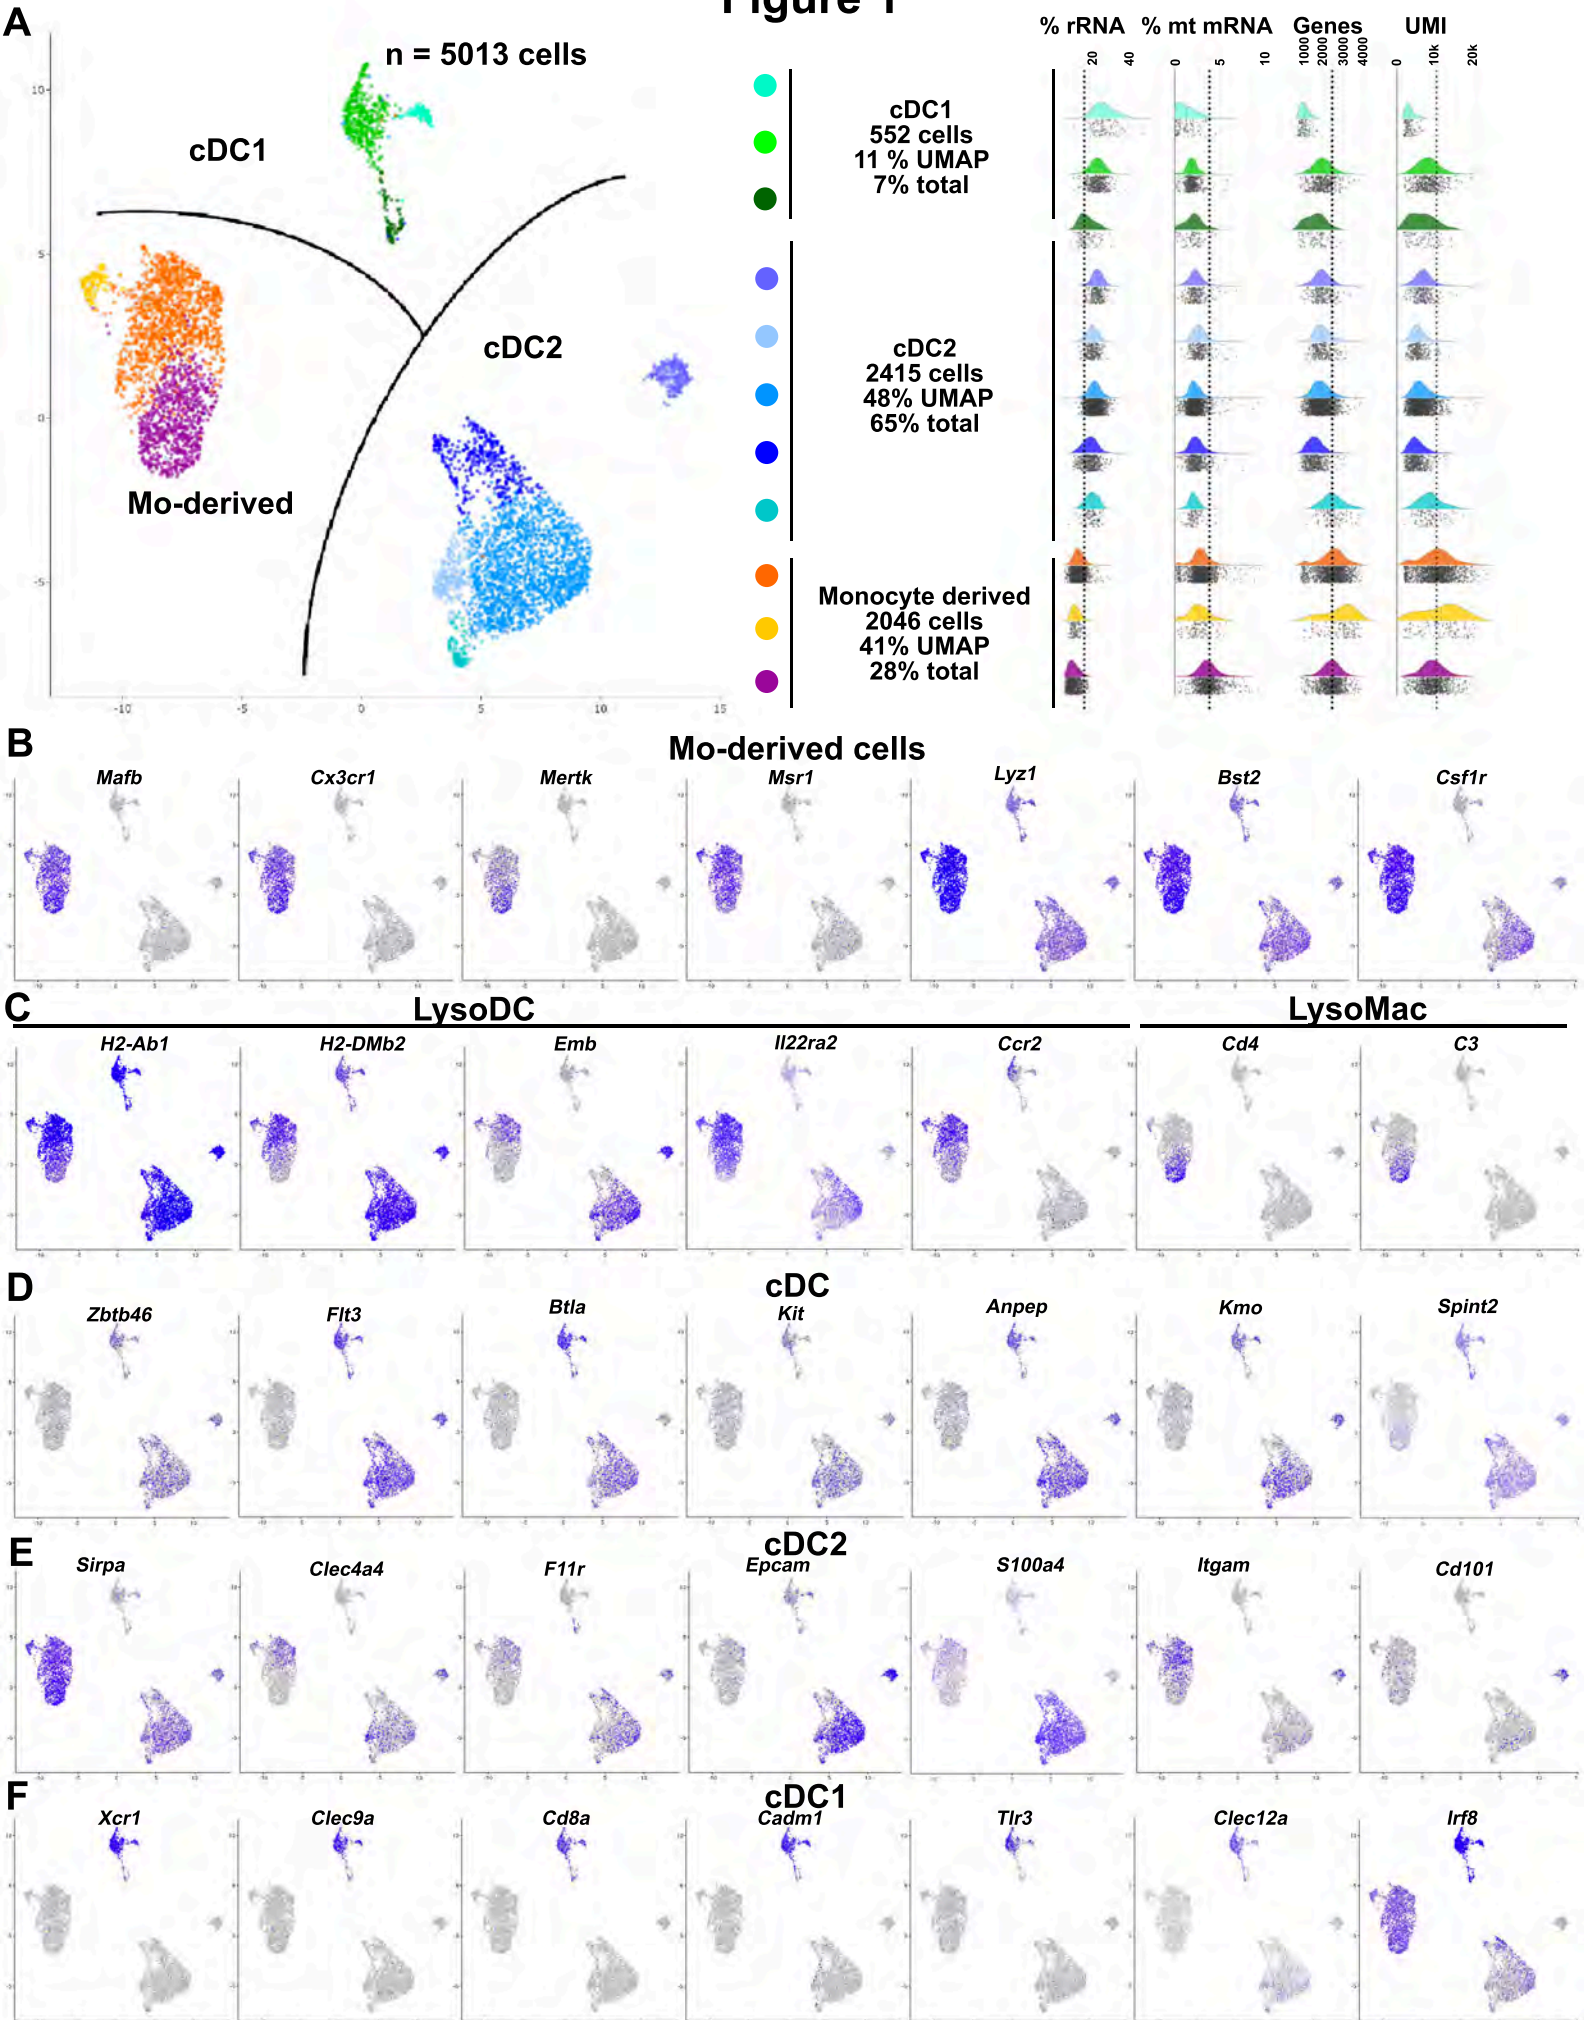 Figure 1
A
n = 5013 cells
cDC1
cDC2
Mo-derived
10
5
0
-5
-10
-5
0
5
10
15
cDC1
552 cells
11 % UMAP
7% total
cDC2
2415 cells
48% UMAP
65% total
Monocyte derived
2046 cells
41% UMAP
28% total
% rRNA
% mt mRNA
Genes
UMI
20
40
0
5
10
1000
2000
3000
4000
0
10k
20k
B
Mo-derived cells
Mafb
Cx3cr1
Mertk
Msr1
Lyz1
Bst2
Csf1r
C
LysoDC
LysoMac
H2-Ab1
H2-DMb2
Emb
Il22ra2
Ccr2
Cd4
C3
D
cDC
Zbtb46
Flt3
Btla
Kit
Anpep
Kmo
Spint2
E
cDC2
Sirpa
Clec4a4
F11r
Epcam
S100a4
Itgam
Cd101
F
cDC1
Xcr1
Clec9a
Cd8a
Cadm1
Tlr3
Clec12a
Irf8